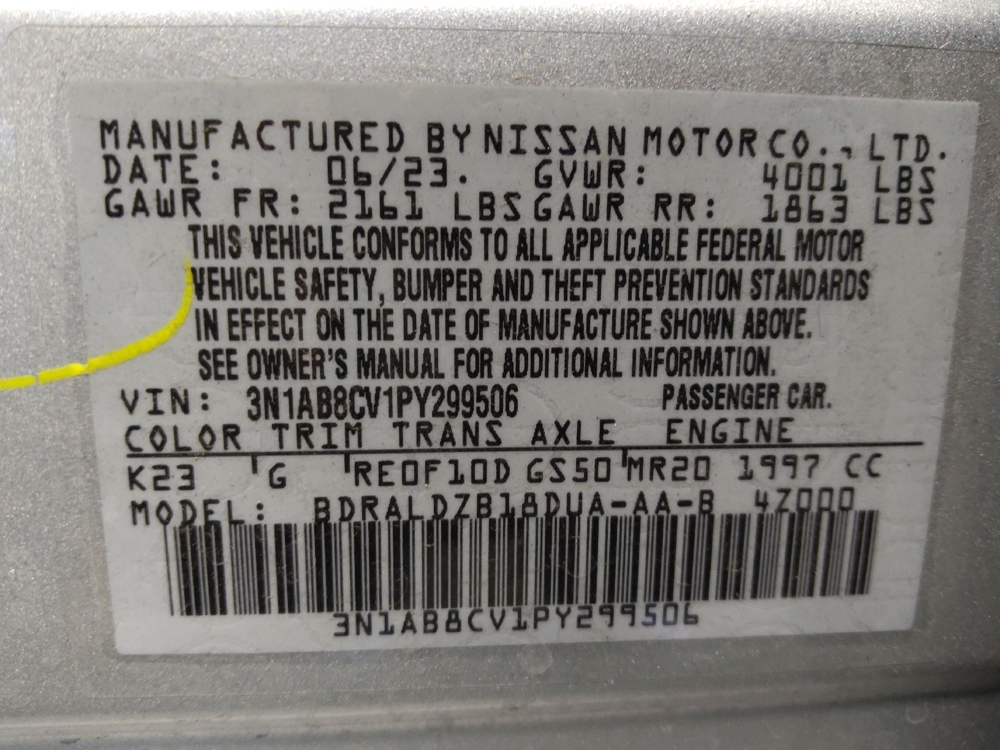 MANUFACTURED BY NISSAN MOTOR CO., LTD.
DATE: 06/23. GVWR: 4001 LBS
GAWR FR: 2161 LBS GAWR RR: 1863 LBS
THIS VEHICLE CONFORMS TO ALL APPLICABLE FEDERAL MOTOR
VEHICLE SAFETY, BUMPER AND THEFT PREVENTION STANDARDS
IN EFFECT ON THE DATE OF MANUFACTURE SHOWN ABOVE.
SEE OWNER'S MANUAL FOR ADDITIONAL INFORMATION.
VIN: 3N1AB8CV1PY299506 PASSENGER CAR.
COLOR TRIM TRANS AXLE ENGINE
K23 G RE0F10D GS50 MR20 1997 CC
MODEL: BDRALDZB18DUA-AA-B 4Z000
3N1AB8CV1PY299506